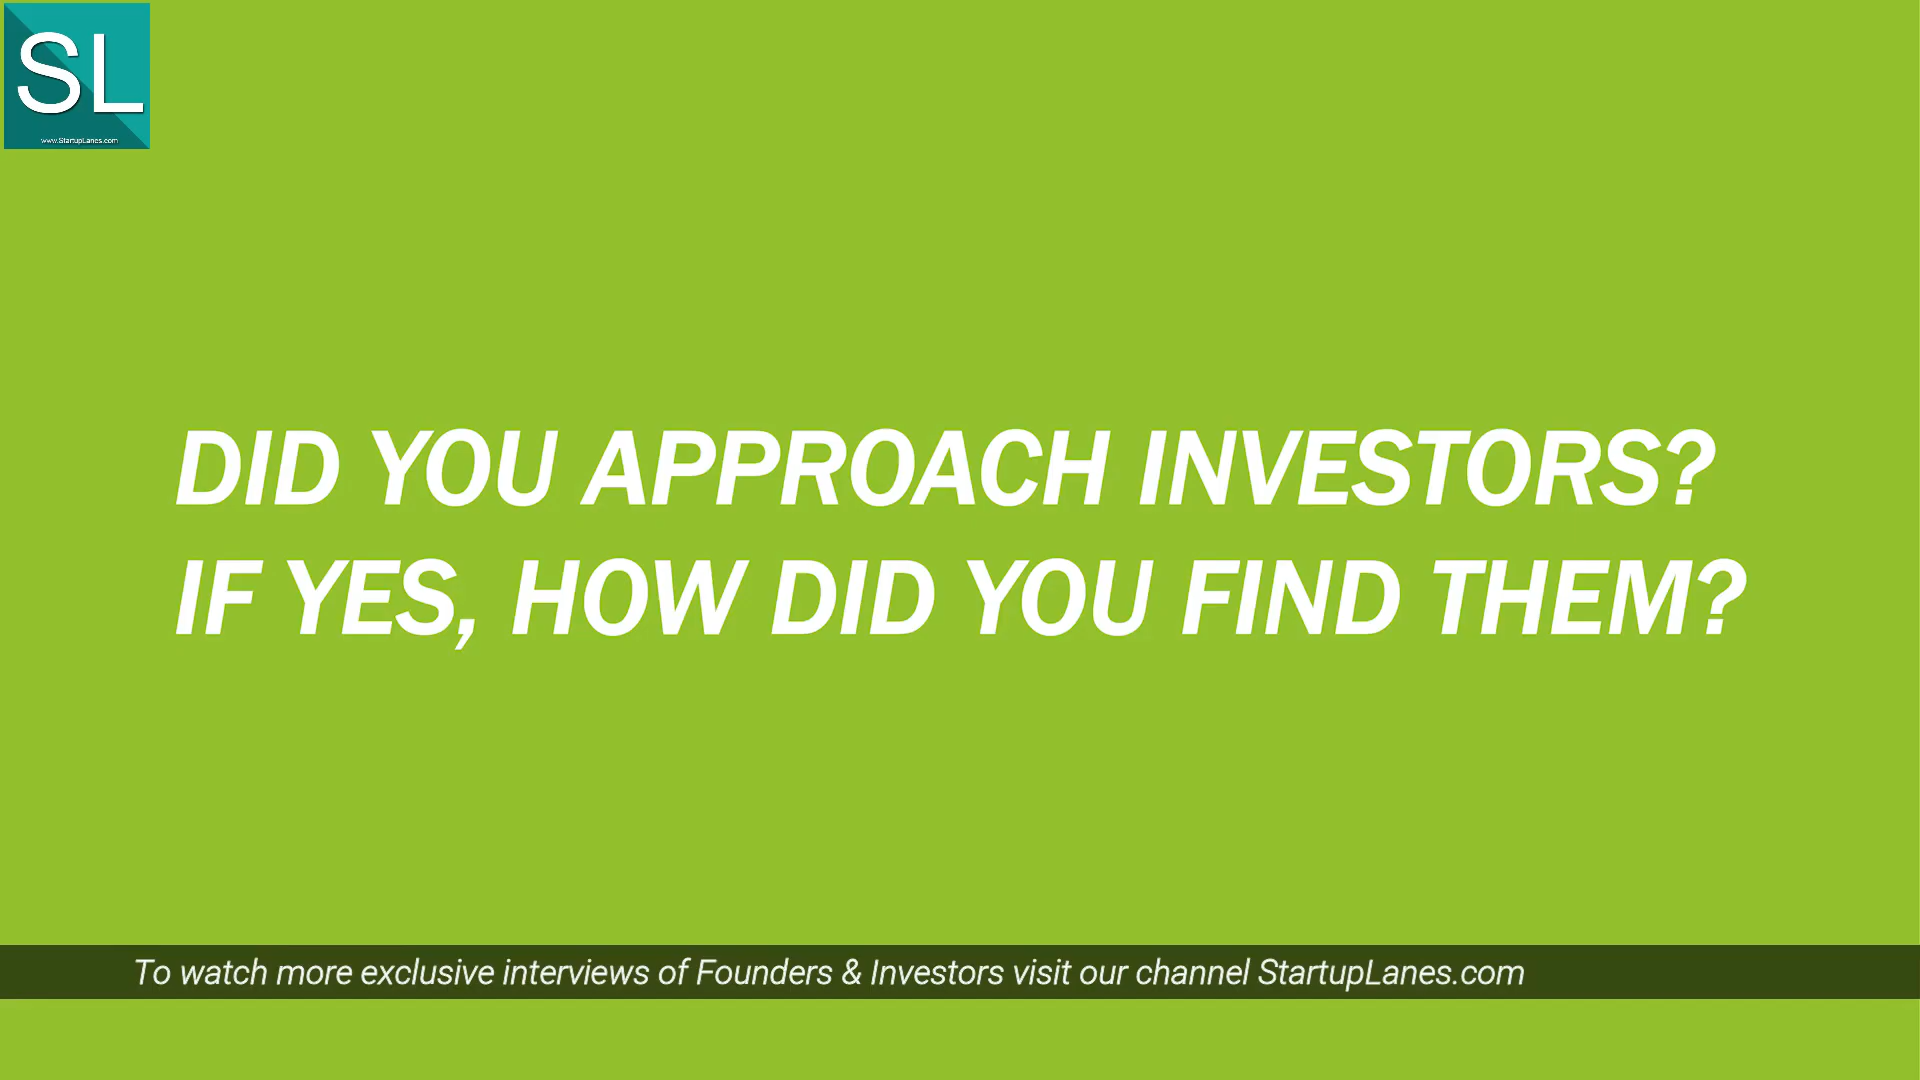 SL
www.StartupLanes.com
DID YOU APPROACH INVESTORS?
IF YES, HOW DID YOU FIND THEM?
To watch more exclusive interviews of Founders & Investors visit our channel StartupLanes.com